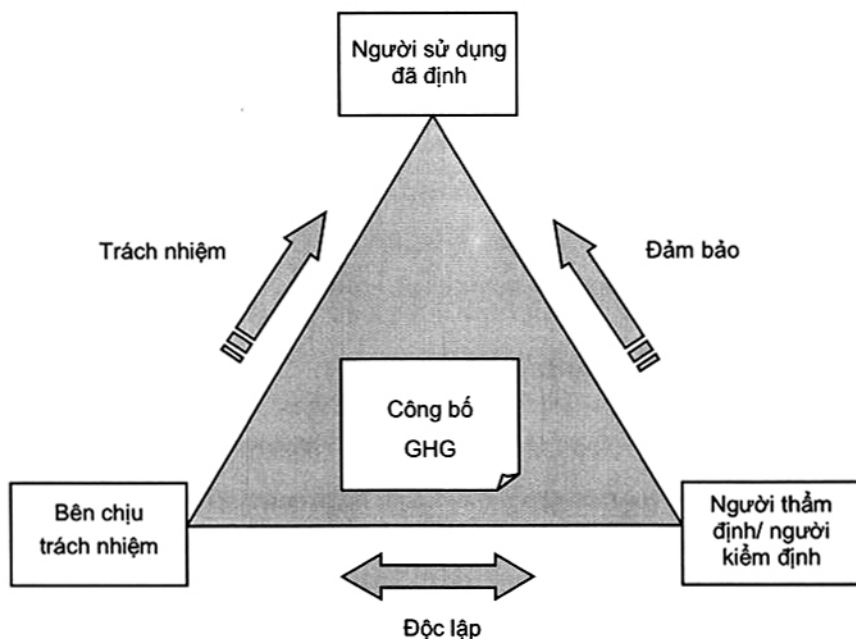 Người sử dụng
đã định
Trách nhiệm
Đảm bảo
Công bố
GHG
Bên chịu
trách nhiệm
Người thẩm
định/ người
kiểm định
Độc lập